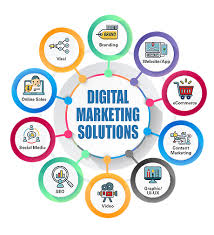 DIGITAL
MARKETING
SOLUTIONS
BRAND
Branding
Website/App
eCommerce
Content
Marketing
Graphic/
UI-UX
Video
SEO
Social Media
Online Sales
Viral